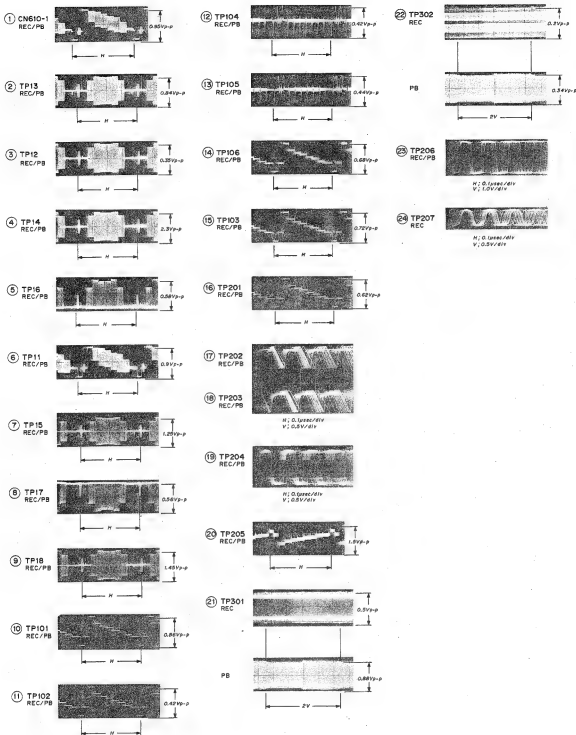 ① CN610-1
REC/PB
0.95Vp-p
H
② TP13
REC/PB
0.84Vp-p
H
③ TP12
REC/PB
0.35Vp-p
H
④ TP14
REC/PB
2.3Vp-p
H
⑤ TP16
REC/PB
0.58Vp-p
H
⑥ TP11
REC/PB
0.9Vp-p
H
⑦ TP15
REC/PB
1.25Vp-p
H
⑧ TP17
REC/PB
0.56Vp-p
H
⑨ TP18
REC/PB
1.45Vp-p
H
⑩ TP101
REC/PB
0.86Vp-p
H
⑪ TP102
REC/PB
0.42Vp-p
H
⑫ TP104
REC/PB
0.42Vp-p
H
⑬ TP105
REC/PB
0.44Vp-p
H
⑭ TP106
REC/PB
0.68Vp-p
H
⑮ TP103
REC/PB
0.72Vp-p
H
⑯ TP201
REC/PB
0.62Vp-p
H
⑰ TP202
REC/PB
⑱ TP203
REC/PB
H; 0.1µsec/div
V; 0.5V/div
⑲ TP204
REC/PB
H; 0.1µsec/div
V; 0.5V/div
⑳ TP205
REC/PB
1.5Vp-p
H
㉑ TP301
REC
0.5Vp-p
PB
0.88Vp-p
2V
㉒ TP302
REC
0.2Vp-p
PB
0.34Vp-p
2V
㉓ TP206
REC/PB
H; 0.1µsec/div
V; 1.0V/div
㉔ TP207
REC
H; 0.1µsec/div
V; 0.5V/div